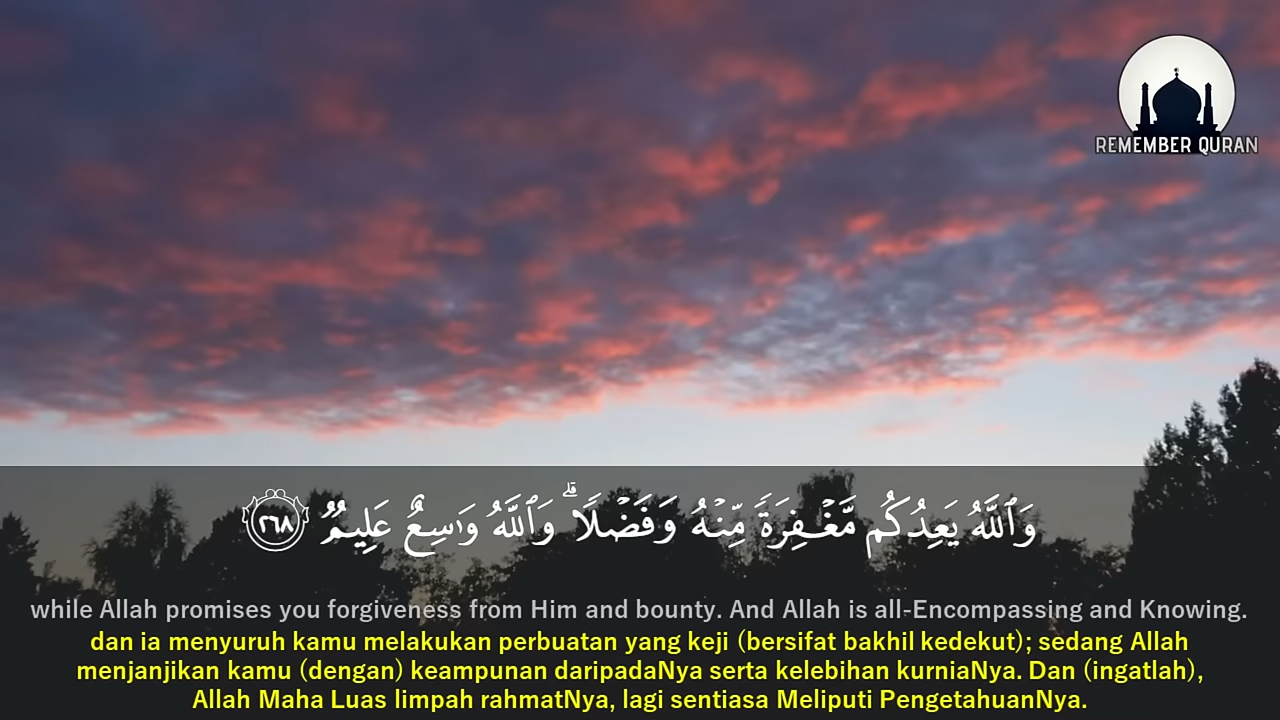 REMEMBER QURAN
وَٱللَّهُ يَعِدُكُم مَّغْفِرَةً مِّنْهُ وَفَضْلًا ۗ وَٱللَّهُ وَٰسِعٌ عَلِيمٌ ٢٦٨
while Allah promises you forgiveness from Him and bounty. And Allah is all-Encompassing and Knowing.
dan ia menyuruh kamu melakukan perbuatan yang keji (bersifat bakhil kedekut); sedang Allah
menjanjikan kamu (dengan) keampunan daripadaNya serta kelebihan kurniaNya. Dan (ingatlah),
Allah Maha Luas limpah rahmatNya, lagi sentiasa Meliputi PengetahuanNya.